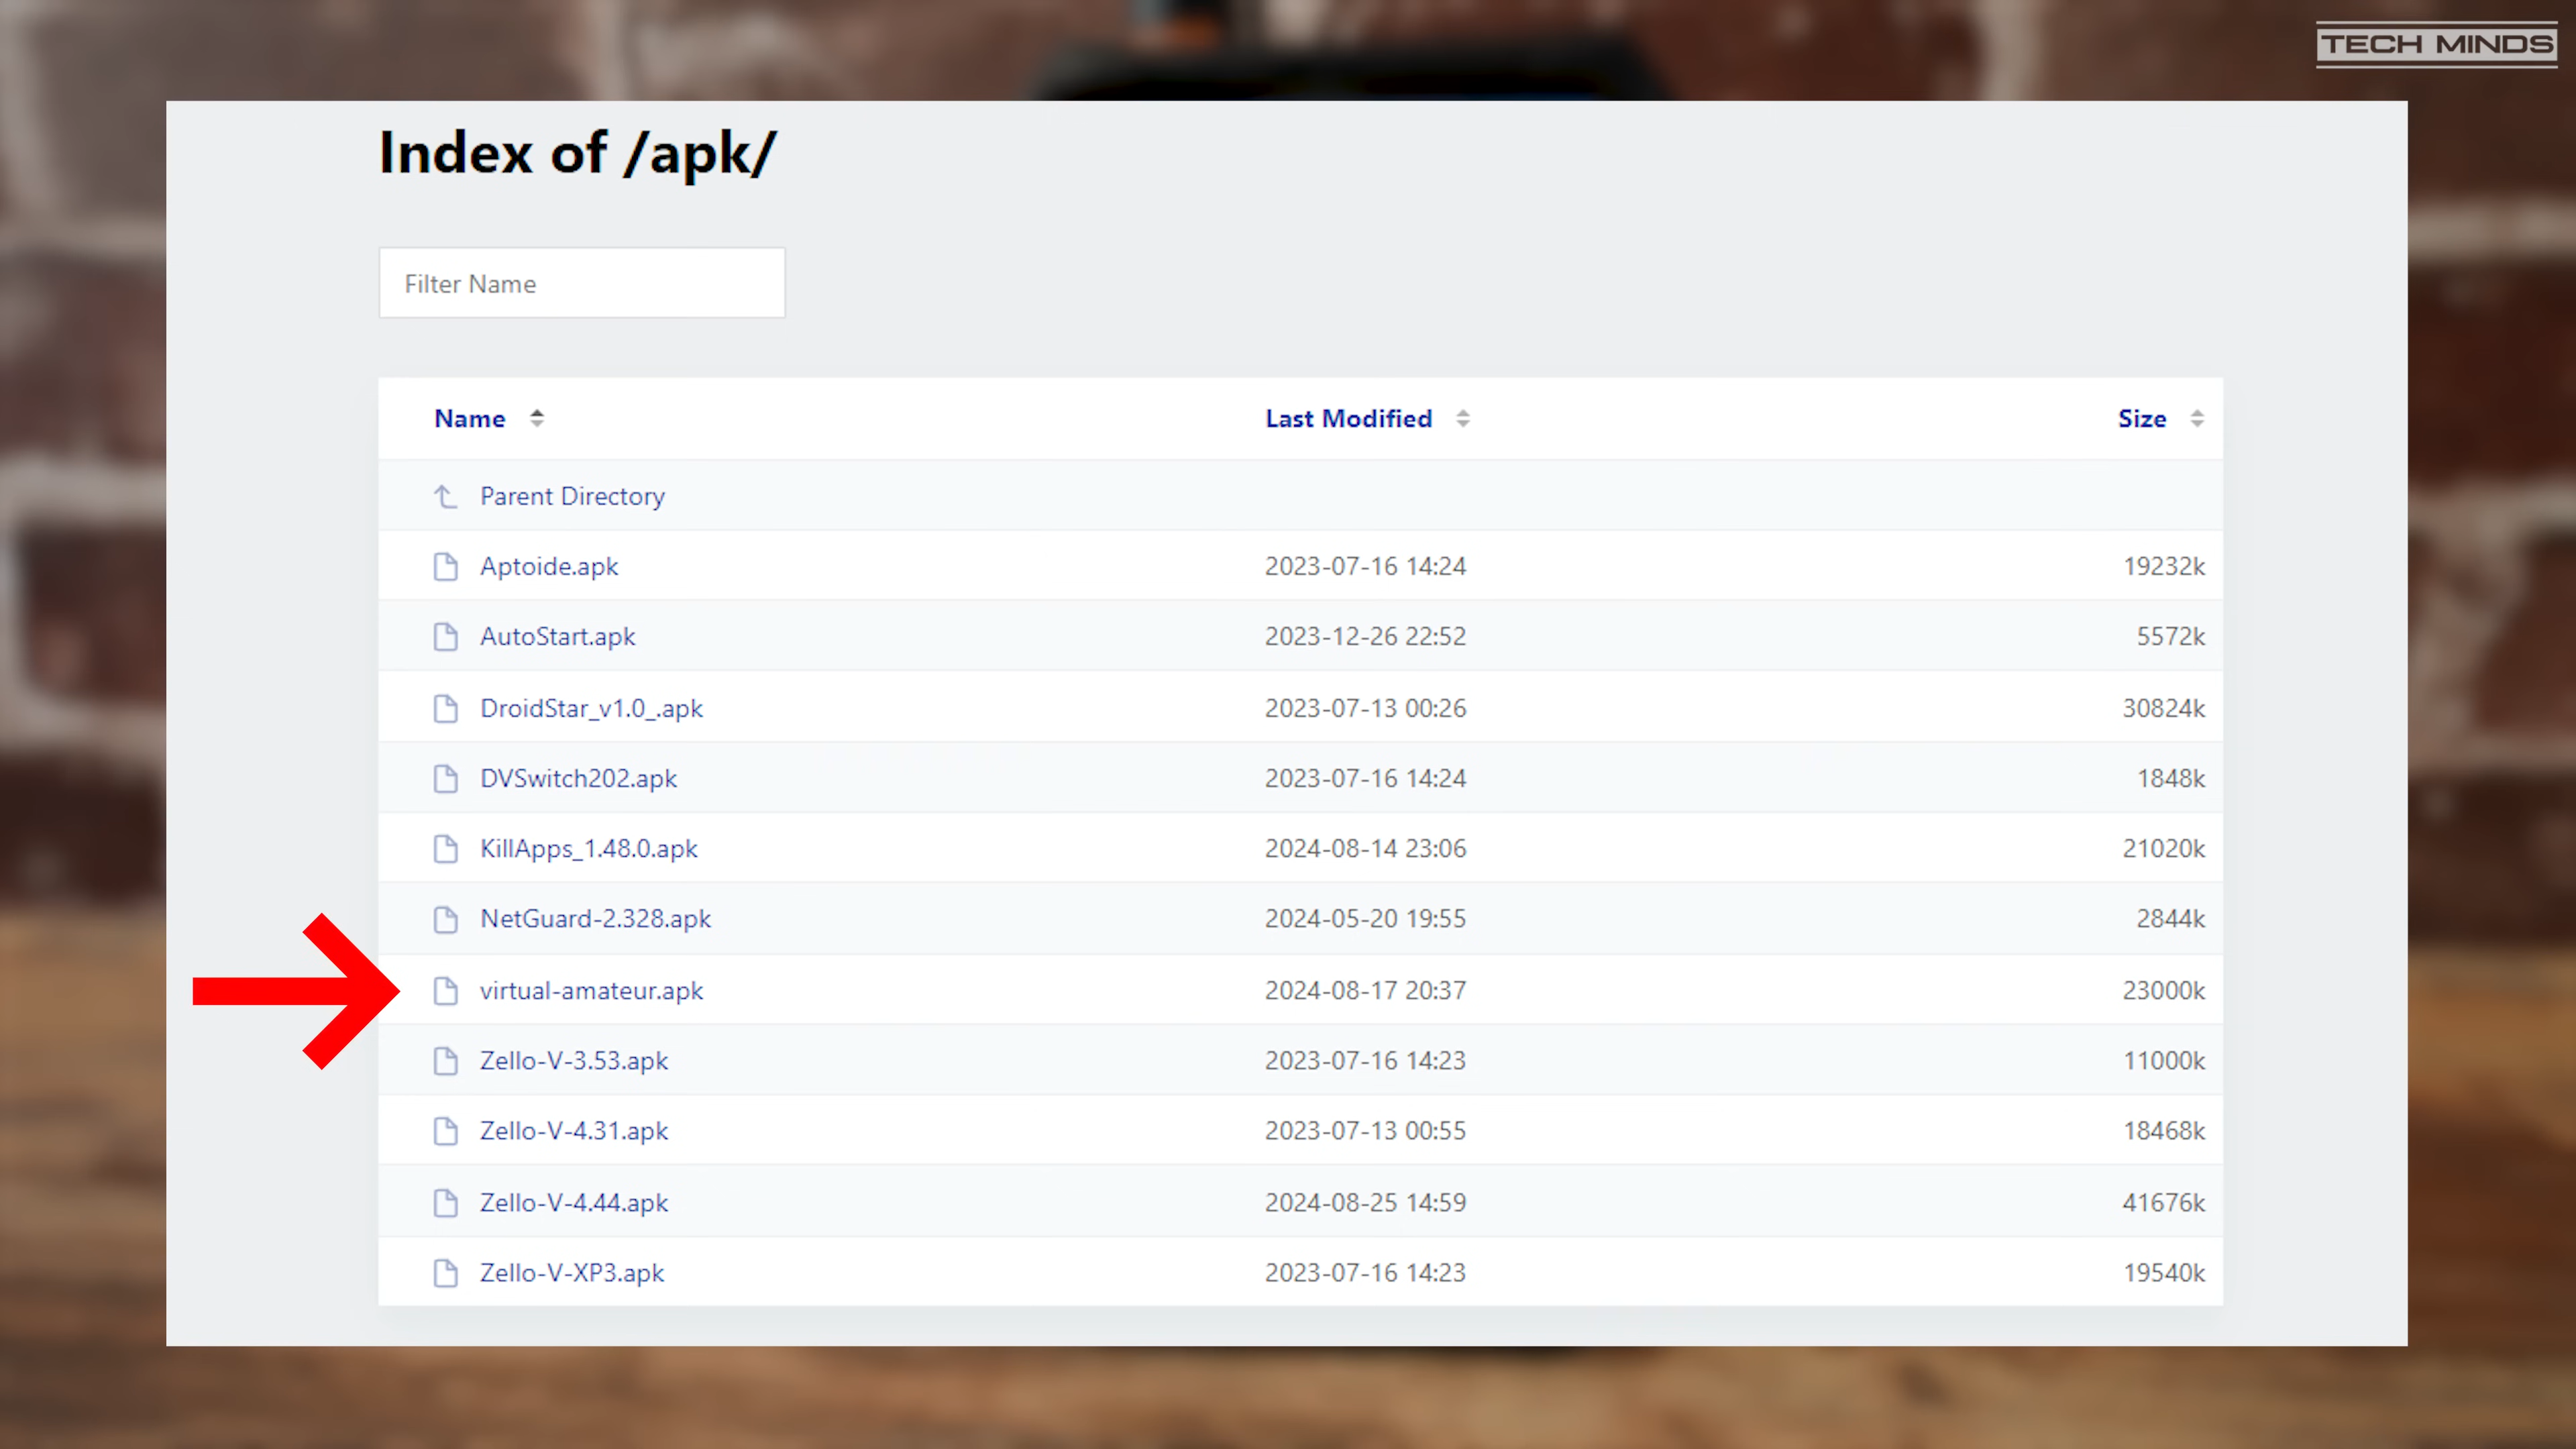 TECH MINDS
Index of /apk/
Filter Name
Name Last Modified Size
Parent Directory
Aptoide.apk 2023-07-16 14:24 19232k
AutoStart.apk 2023-12-26 22:52 5572k
DroidStar_v1.0_.apk 2023-07-13 00:26 30824k
DVSwitch202.apk 2023-07-16 14:24 1848k
KillApps_1.48.0.apk 2024-08-14 23:06 21020k
NetGuard-2.328.apk 2024-05-20 19:55 2844k
virtual-amateur.apk 2024-08-17 20:37 23000k
Zello-V-3.53.apk 2023-07-16 14:23 11000k
Zello-V-4.31.apk 2023-07-13 00:55 18468k
Zello-V-4.44.apk 2024-08-25 14:59 41676k
Zello-V-XP3.apk 2023-07-16 14:23 19540k